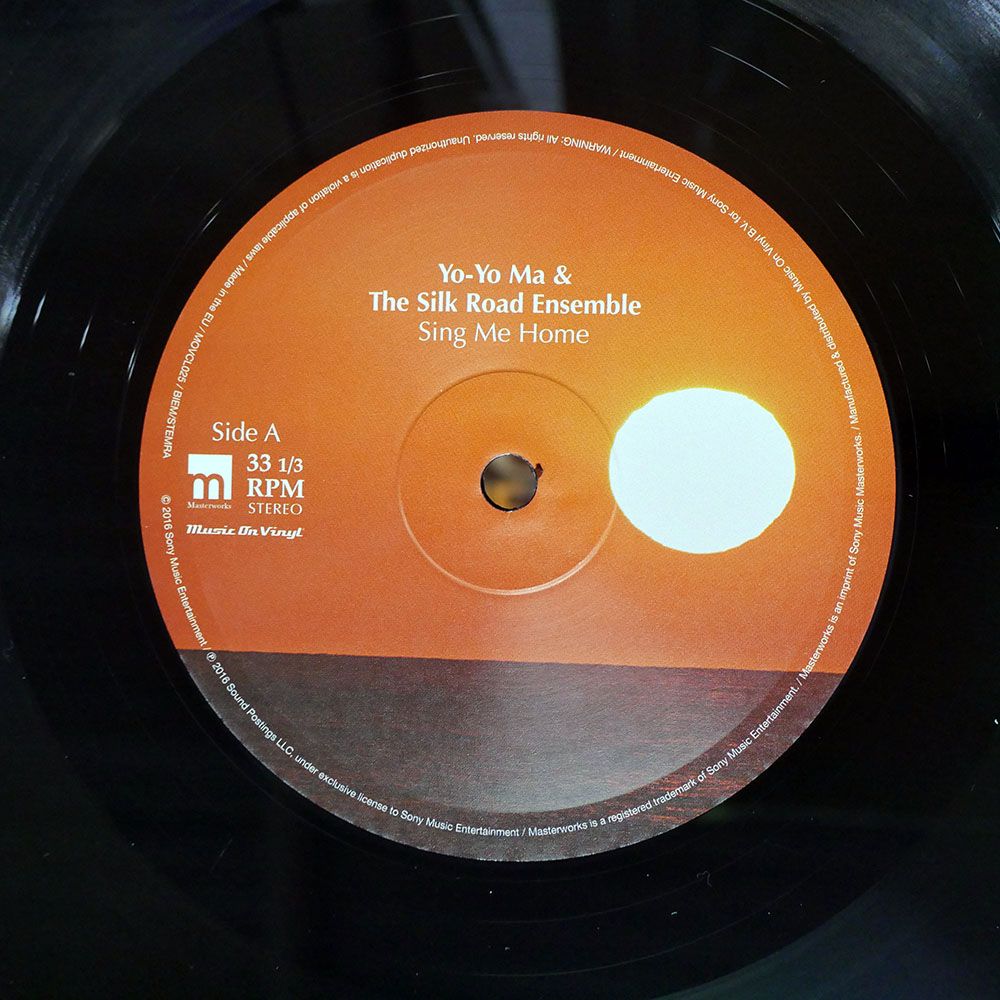 Yo-Yo Ma &
The Silk Road Ensemble
Sing Me Home
Side A
33 1/3
RPM
STEREO
m
Masterworks
Music On Vinyl
© 2016 Sony Music Entertainment / ℗ 2016 Sound Postings LLC, under exclusive license to Sony Music Entertainment / Masterworks is a registered trademark of Sony Music Entertainment. / Masterworks is an imprint of Sony Music Masterworks. / Manufactured & distributed by Music On Vinyl B.V. for Sony Music Entertainment / WARNING: All rights reserved. Unauthorized duplication is a violation of applicable laws / Made in the EU / MOVCL025 / BIEM/STEMRA